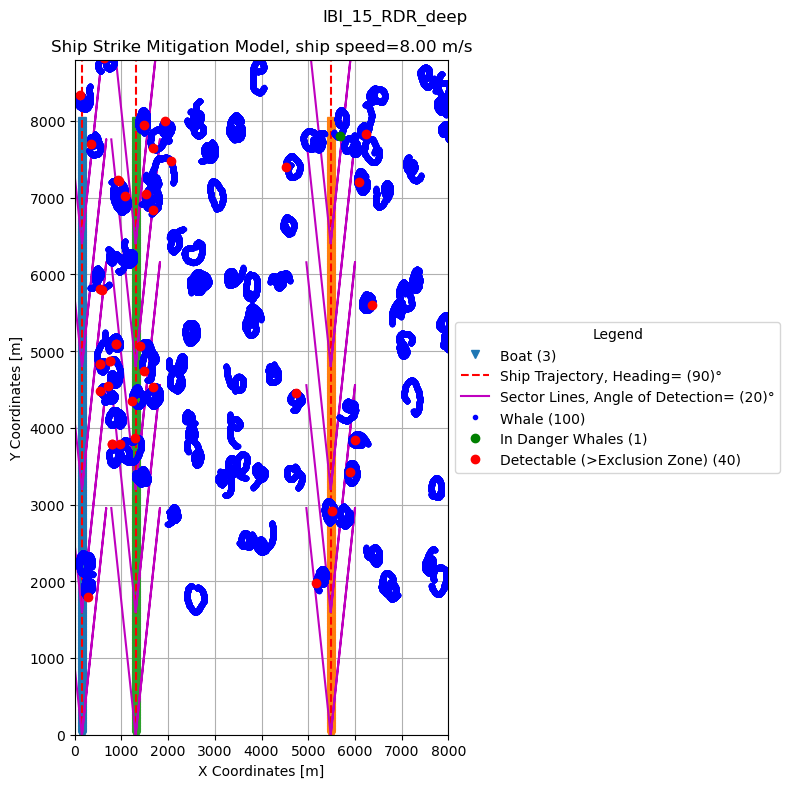 IBI_15_RDR_deep
Ship Strike Mitigation Model, ship speed=8.00 m/s
Y Coordinates [m]
8000
7000
6000
5000
4000
3000
2000
1000
0
0 1000 2000 3000 4000 5000 6000 7000 8000
X Coordinates [m]
Legend
Boat (3)
Ship Trajectory, Heading= (90)°
Sector Lines, Angle of Detection= (20)°
Whale (100)
In Danger Whales (1)
Detectable (>Exclusion Zone) (40)